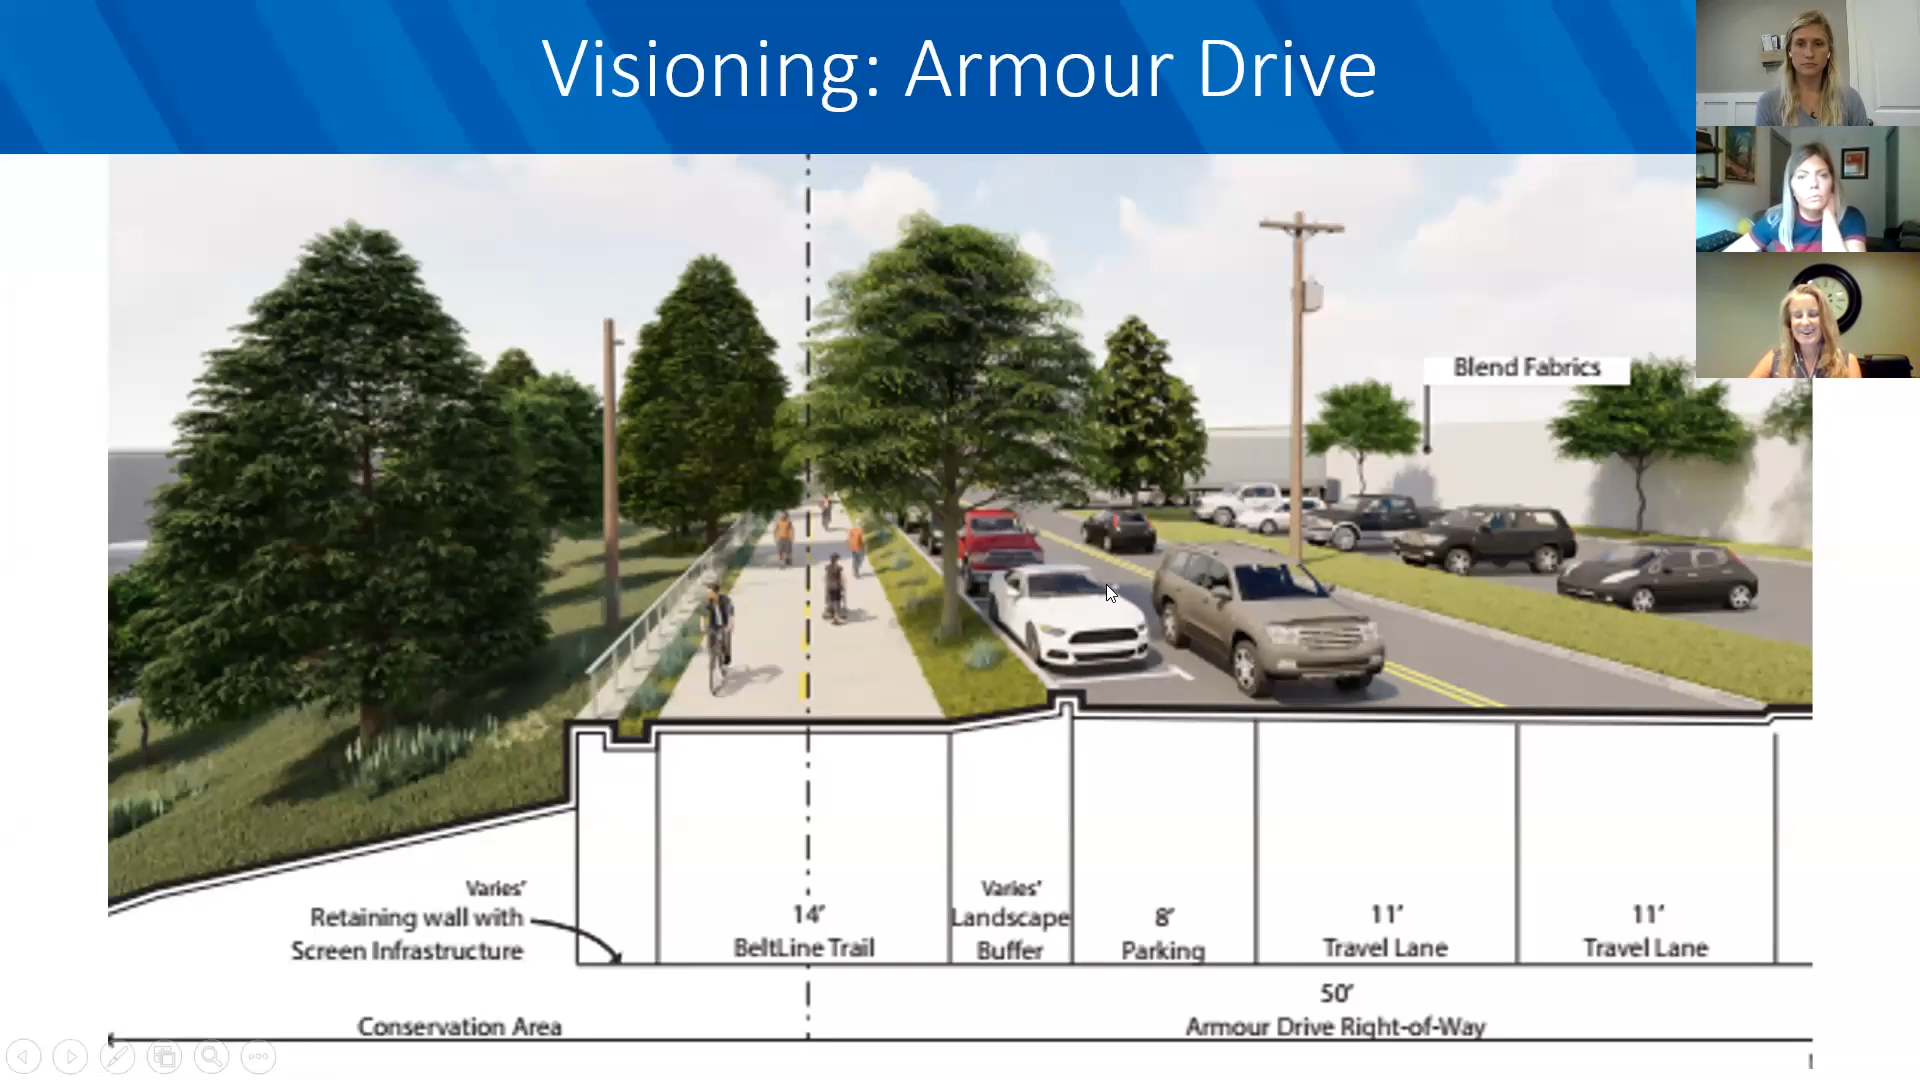 Visioning: Armour Drive
Blend Fabrics
Varies'
Retaining wall with
Screen Infrastructure
14'
BeltLine Trail
Varies'
Landscape
Buffer
8'
Parking
11'
Travel Lane
11'
Travel Lane
50'
Conservation Area
Armour Drive Right-of-Way